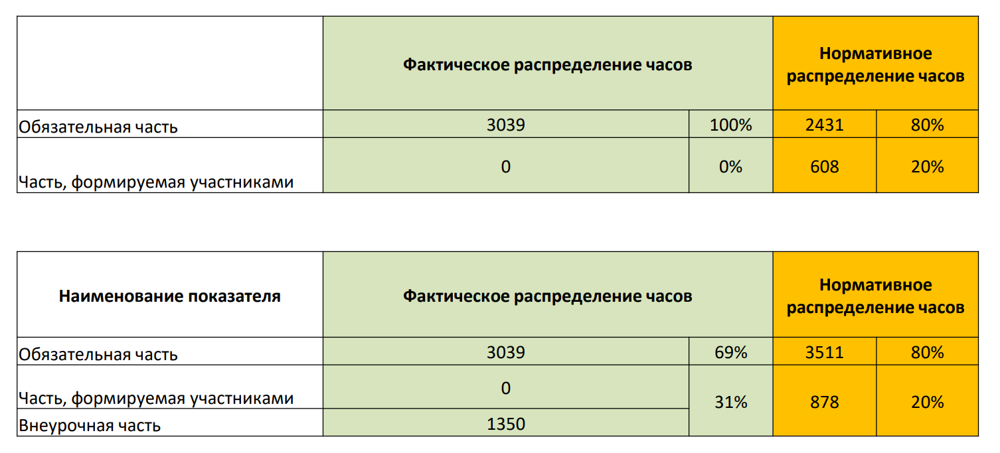 Фактическое распределение часов
Нормативное
распределение часов
Обязательная часть 3039 100% 2431 80%
Часть, формируемая участниками 0 0% 608 20%
Наименование показателя
Фактическое распределение часов
Нормативное
распределение часов
Обязательная часть 3039 69% 3511 80%
Часть, формируемая участниками 0 31% 878 20%
Внеурочная часть 1350